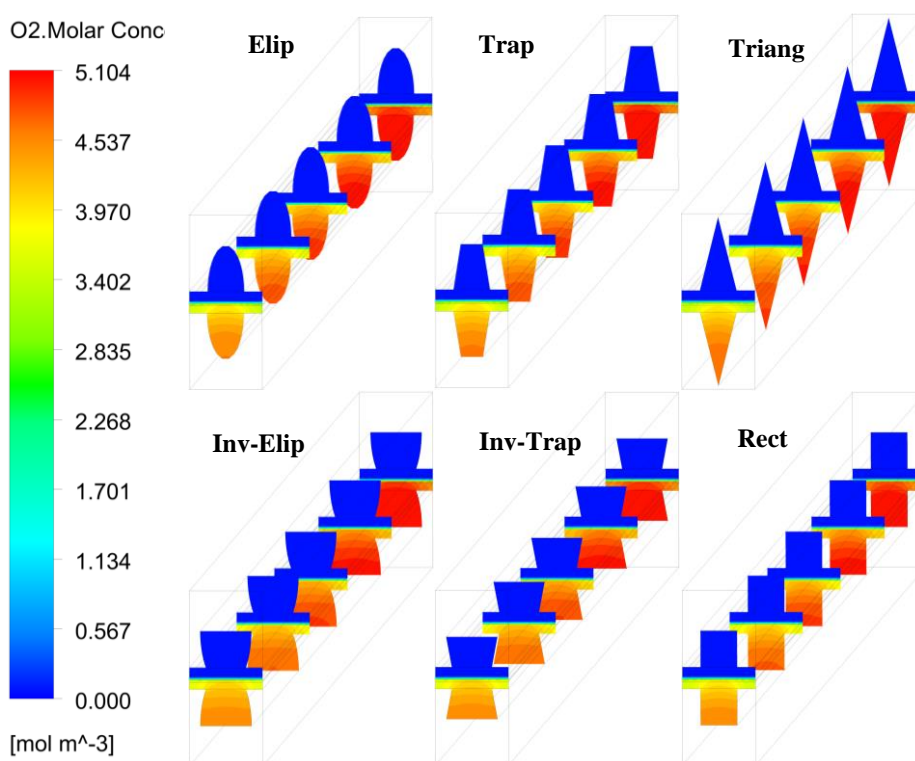 O2.Molar Conc
5.104
4.537
3.970
3.402
2.835
2.268
1.701
1.134
0.567
0.000
[mol m^-3]
Elip
Trap
Triang
Inv-Elip
Inv-Trap
Rect